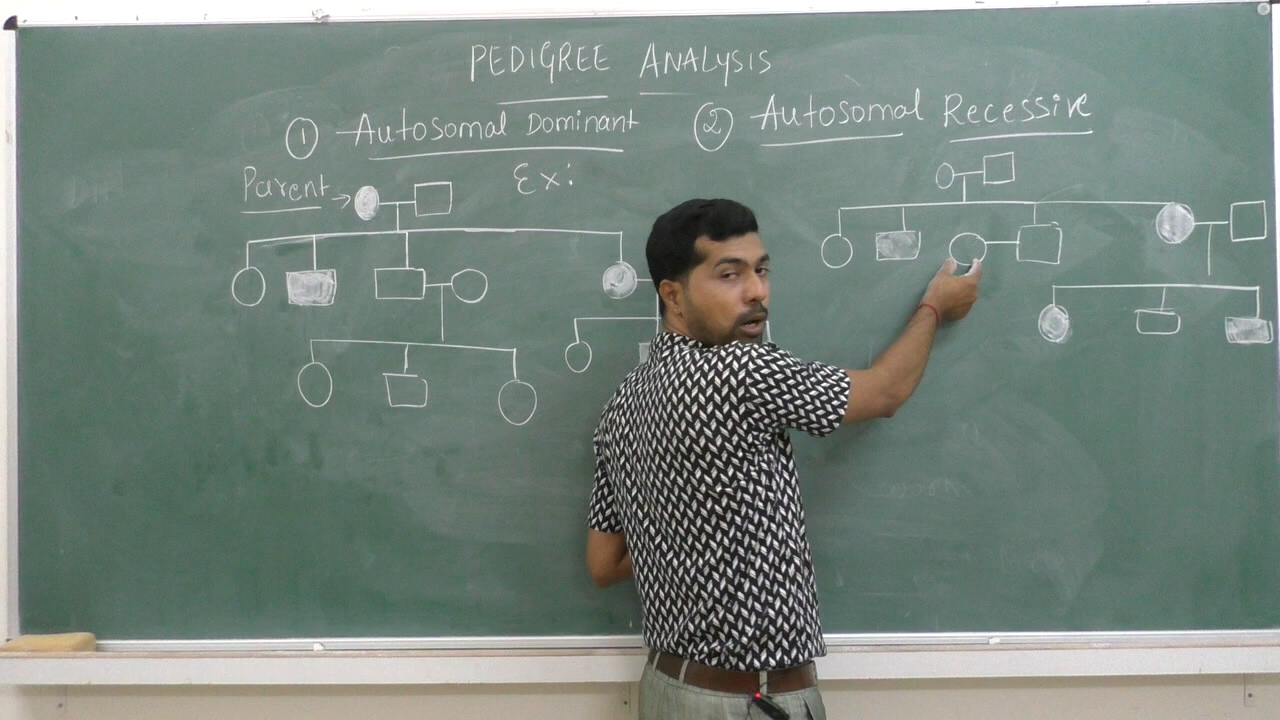 PEDIGREE ANALYSIS
① Autosomal Dominant
② Autosomal Recessive
Ex:
Parent →